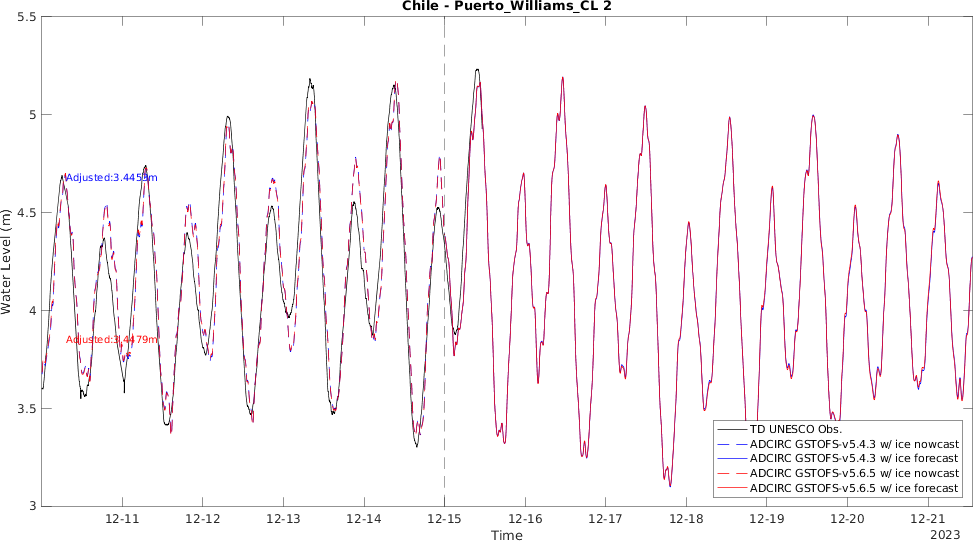 Chile - Puerto_Williams_CL 2
5.5
5
4.5
4
3.5
3
Water Level (m)
Adjusted:3.4453m
Adjusted:3.4479m
TD UNESCO Obs.
ADCIRC GSTOFS-v5.4.3 w/ ice nowcast
ADCIRC GSTOFS-v5.4.3 w/ ice forecast
ADCIRC GSTOFS-v5.6.5 w/ ice nowcast
ADCIRC GSTOFS-v5.6.5 w/ ice forecast
12-11 12-12 12-13 12-14 12-15 12-16 12-17 12-18 12-19 12-20 12-21
Time
2023